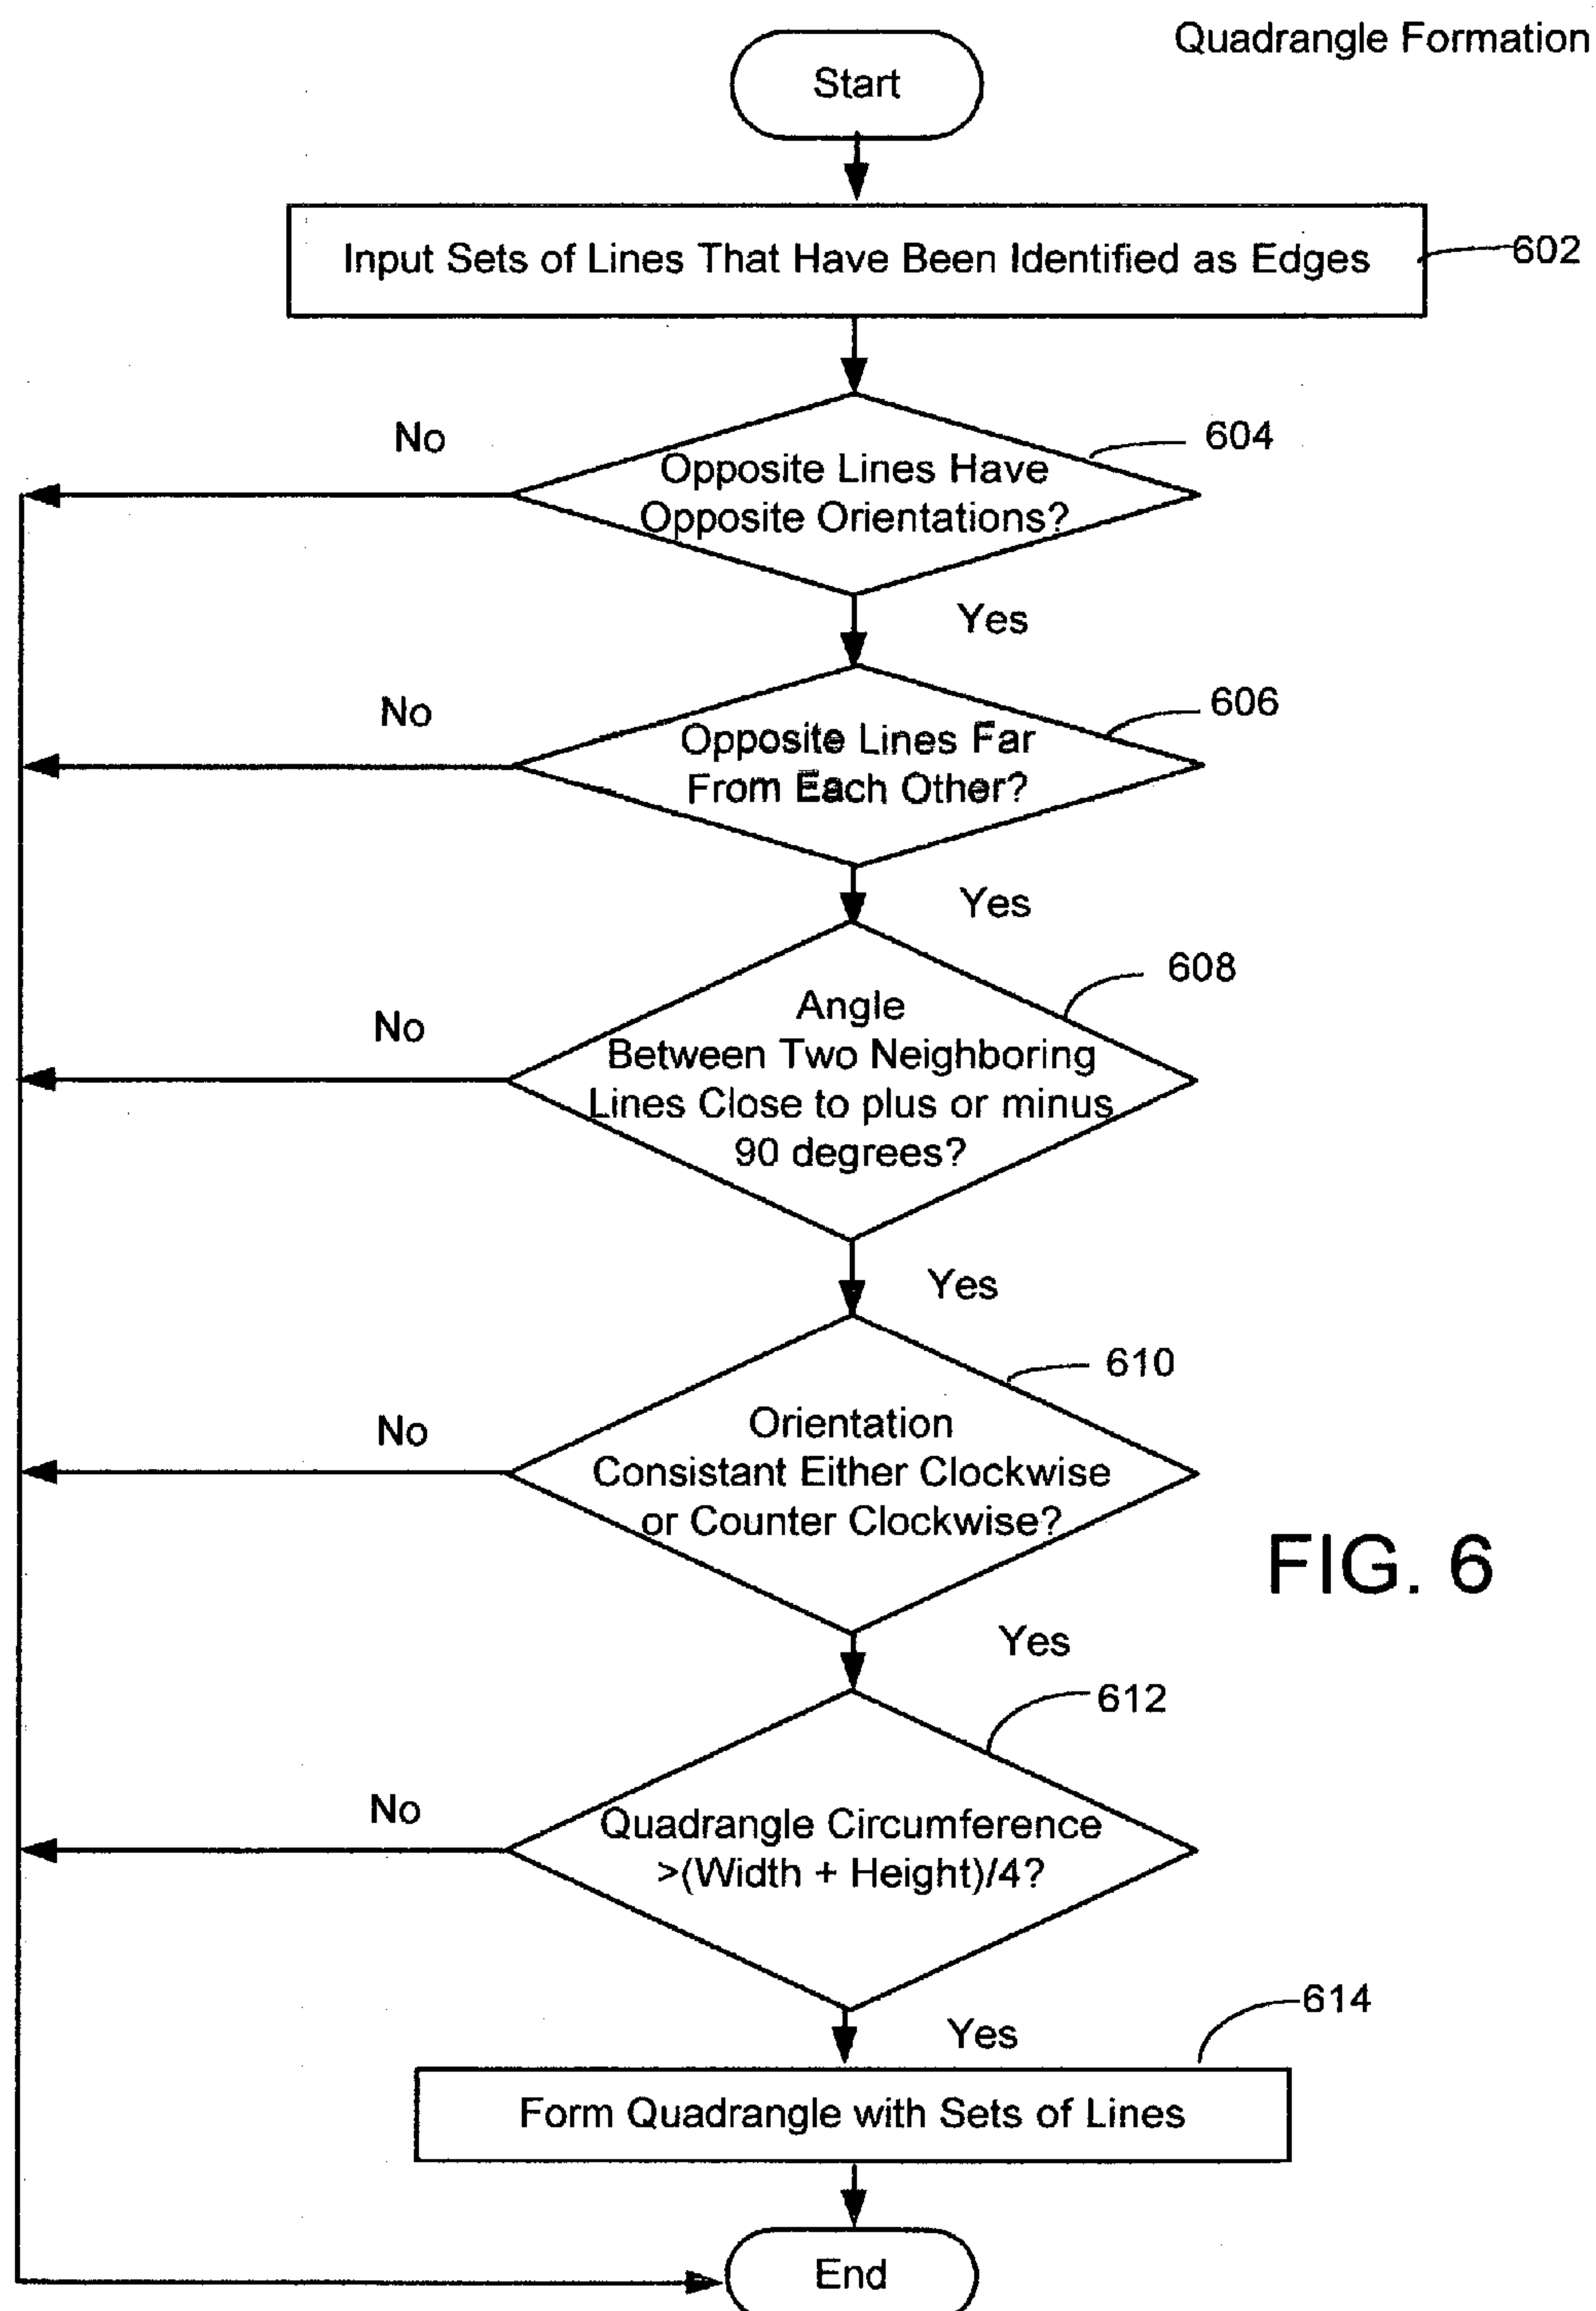 Quadrangle Formation
Start
Input Sets of Lines That Have Been Identified as Edges
602
No
604
Opposite Lines Have
Opposite Orientations?
Yes
No
606
Opposite Lines Far
From Each Other?
Yes
608
No
Angle
Between Two Neighboring
Lines Close to plus or minus
90 degrees?
Yes
610
No
Orientation
Consistant Either Clockwise
or Counter Clockwise?
FIG. 6
Yes
612
No
Quadrangle Circumference
>(Width + Height)/4?
614
Yes
Form Quadrangle with Sets of Lines
End